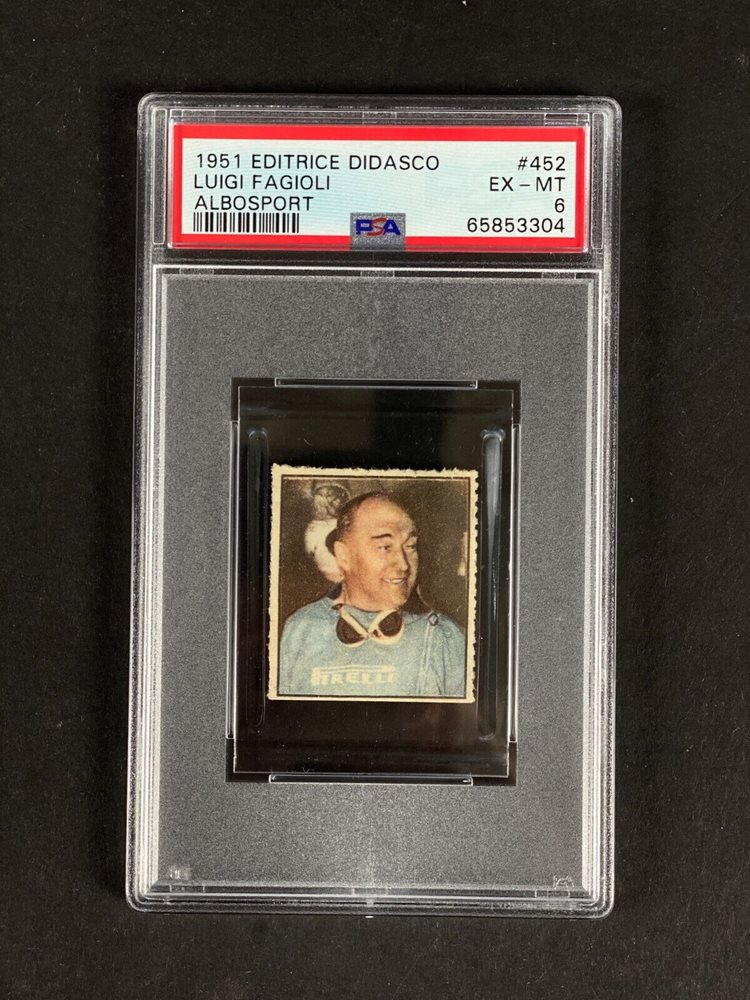 1951 EDITRICE DIDASCO #452
LUIGI FAGIOLI EX - MT
ALBOSPORT 6
PSA 65853304
PIRELLI